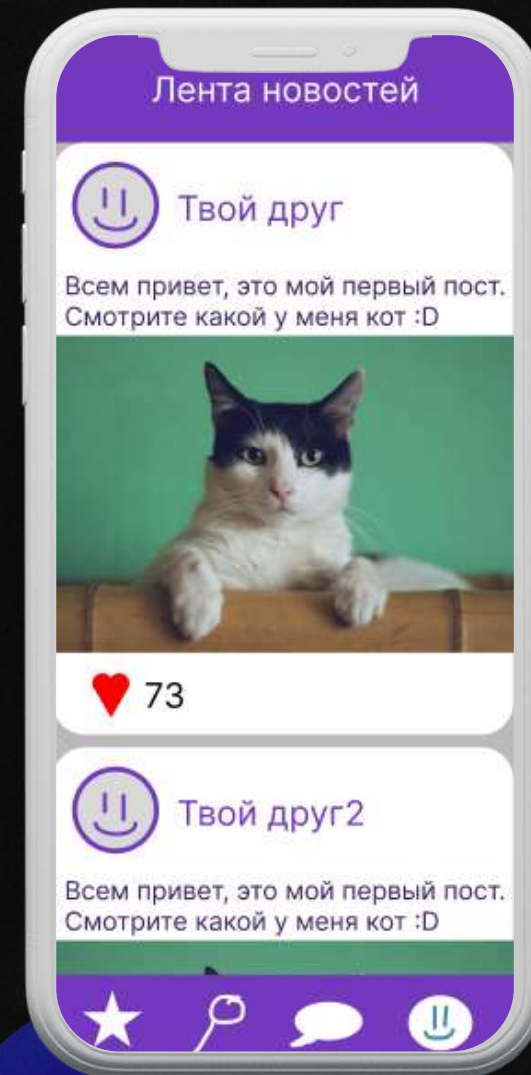 Лента новостей
Твой друг
Всем привет, это мой первый пост.
Смотрите какой у меня кот :D
73
Твой друг2
Всем привет, это мой первый пост.
Смотрите какой у меня кот :D